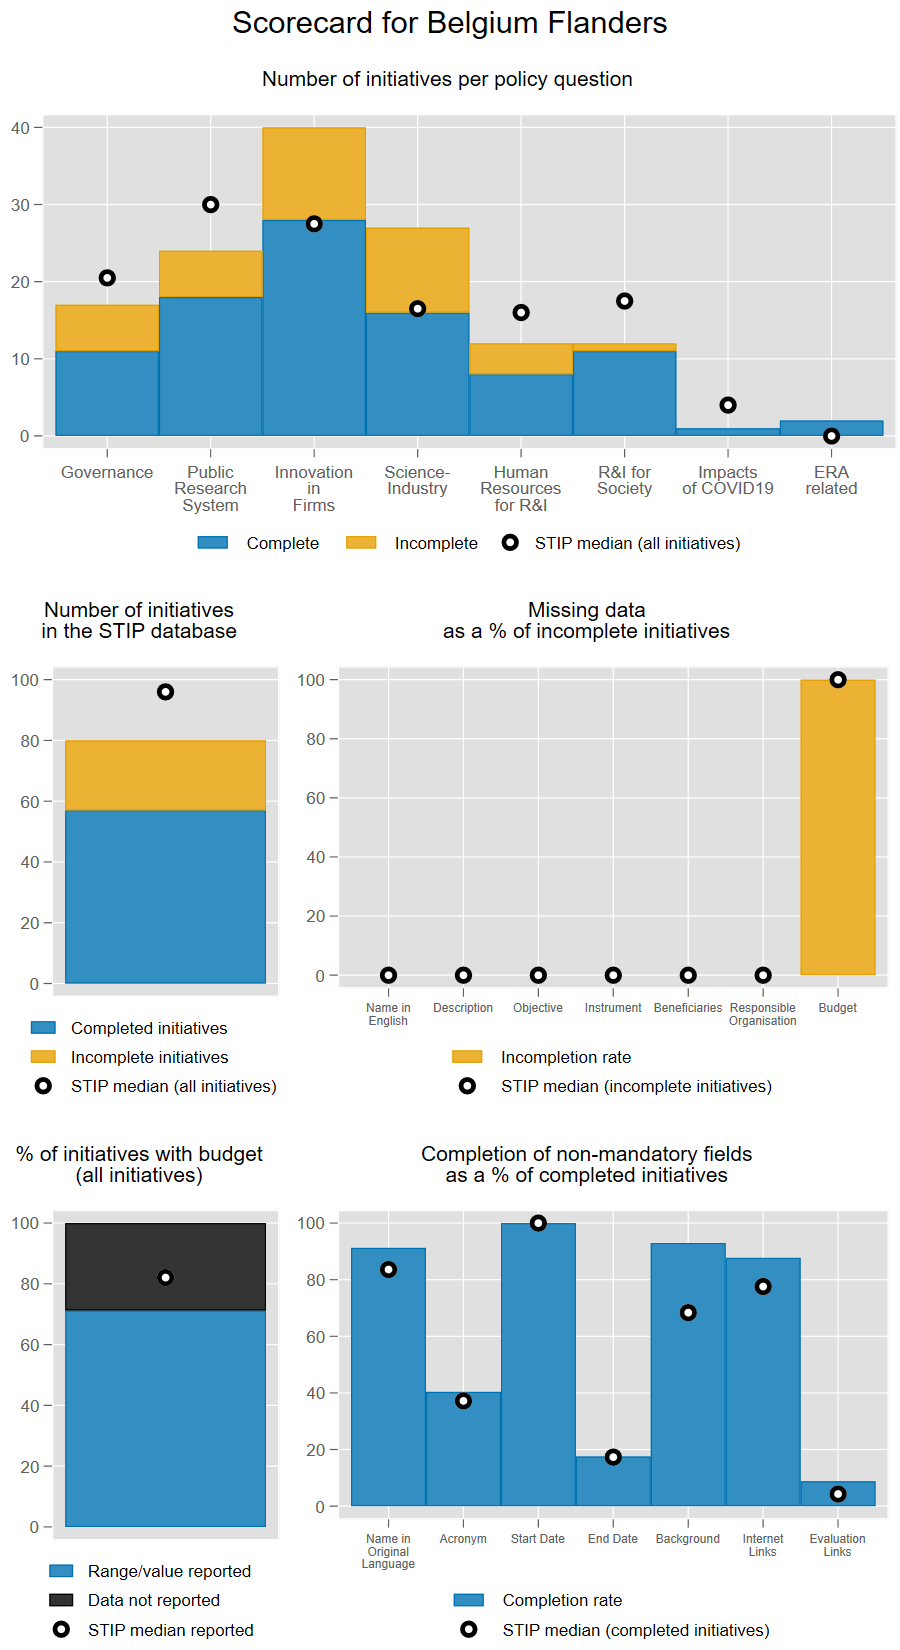 Scorecard for Belgium Flanders
Number of initiatives per policy question
40
30
20
10
0
Governance
Public
Research
System
Innovation
in
Firms
Science-
Industry
Human
Resources
for R&I
R&I for
Society
Impacts
of COVID19
ERA
related
Complete
Incomplete
STIP median (all initiatives)
Number of initiatives
in the STIP database
100
80
60
40
20
0
Completed initiatives
Incomplete initiatives
STIP median (all initiatives)
Missing data
as a % of incomplete initiatives
100
80
60
40
20
0
Name in
English
Description
Objective
Instrument
Beneficiaries
Responsible
Organisation
Budget
Incompletion rate
STIP median (incomplete initiatives)
% of initiatives with budget
(all initiatives)
100
80
60
40
20
0
Range/value reported
Data not reported
STIP median reported
Completion of non-mandatory fields
as a % of completed initiatives
100
80
60
40
20
0
Name in
Original
Language
Acronym
Start Date
End Date
Background
Internet
Links
Evaluation
Links
Completion rate
STIP median (completed initiatives)